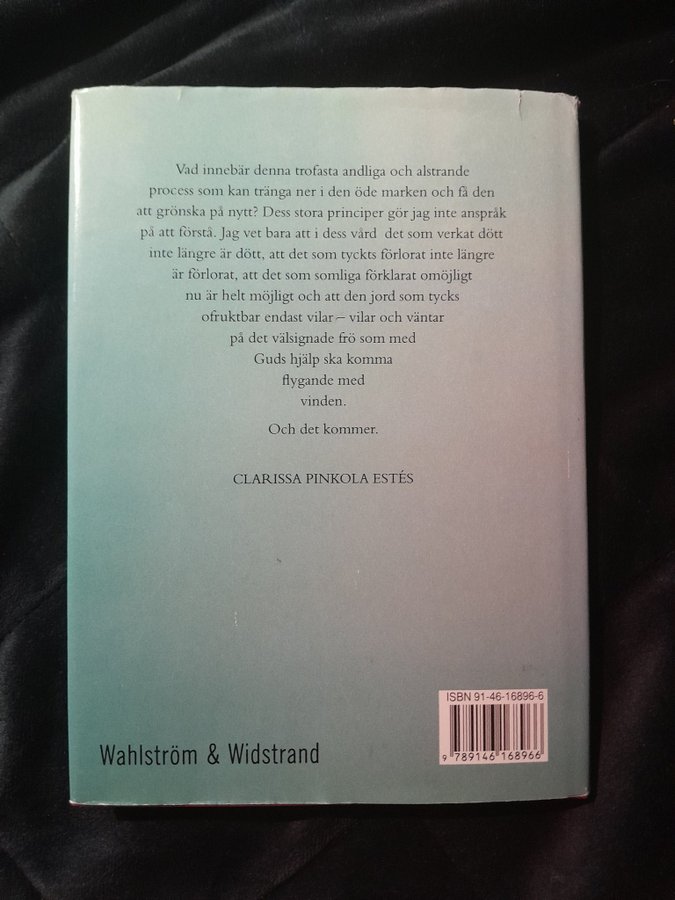 Vad innebär denna trofasta andliga och alstrande
process som kan tränga ner i den öde marken och få den
att grönska på nytt? Dess stora principer gör jag inte anspråk
på att förstå. Jag vet bara att i dess vård det som verkat dött
inte längre är dött, att det som tyckts förlorat inte längre
är förlorat, att det som somliga förklarat omöjligt
nu är helt möjligt och att den jord som tycks
ofruktbar endast vilar – vilar och väntar
på det välsignade frö som med
Guds hjälp ska komma
flygande med
vinden.
Och det kommer.
CLARISSA PINKOLA ESTÉS
ISBN 91-46-16896-6
9 789146 168966
Wahlström & Widstrand